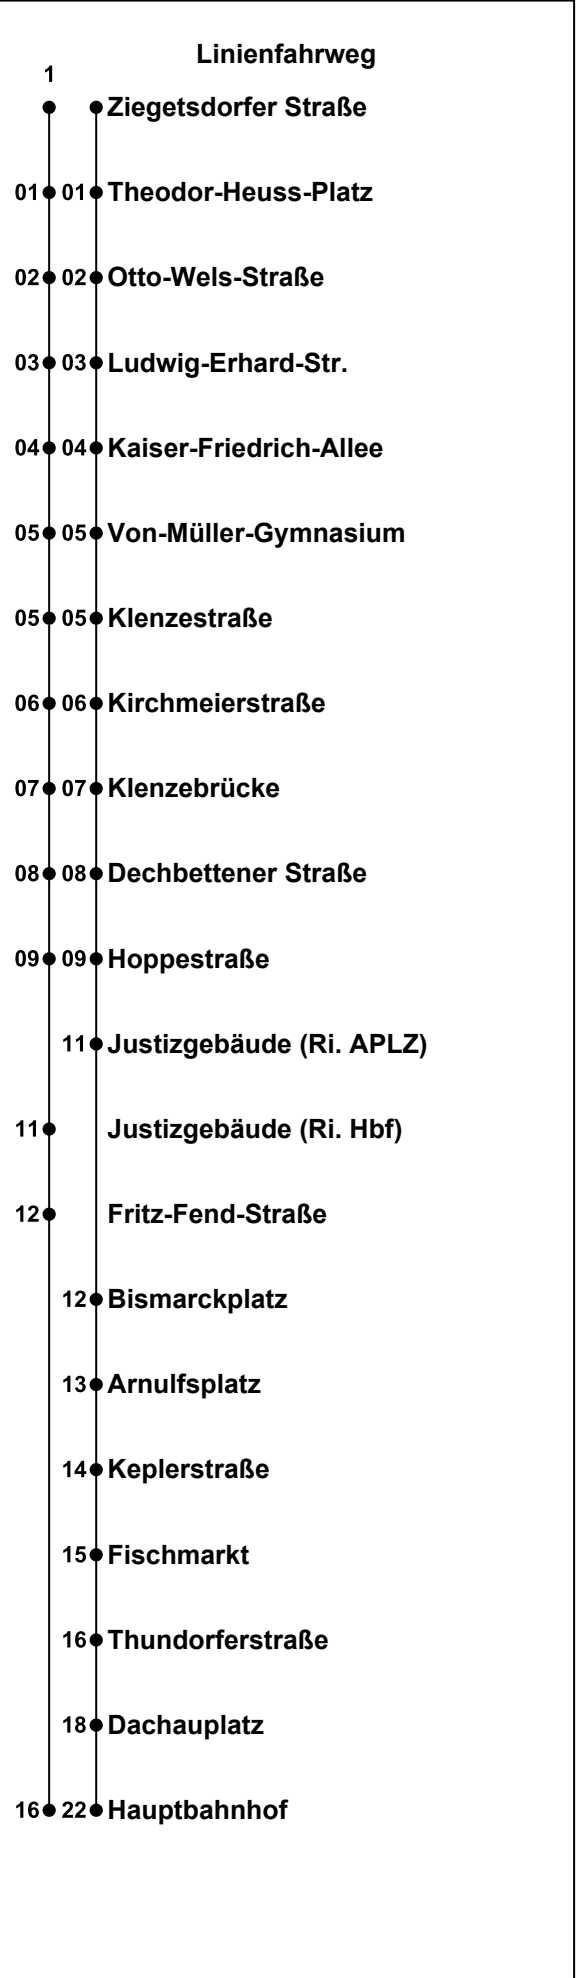 Linienfahrweg
1
Ziegetsdorfer Straße
01 01 Theodor-Heuss-Platz
02 02 Otto-Wels-Straße
03 03 Ludwig-Erhard-Str.
04 04 Kaiser-Friedrich-Allee
05 05 Von-Müller-Gymnasium
05 05 Klenzestraße
06 06 Kirchmeierstraße
07 07 Klenzebrücke
08 08 Dechbettener Straße
09 09 Hoppestraße
11 Justizgebäude (Ri. APLZ)
11 Justizgebäude (Ri. Hbf)
12 Fritz-Fend-Straße
12 Bismarckplatz
13 Arnulfsplatz
14 Keplerstraße
15 Fischmarkt
16 Thundorferstraße
18 Dachauplatz
16 22 Hauptbahnhof